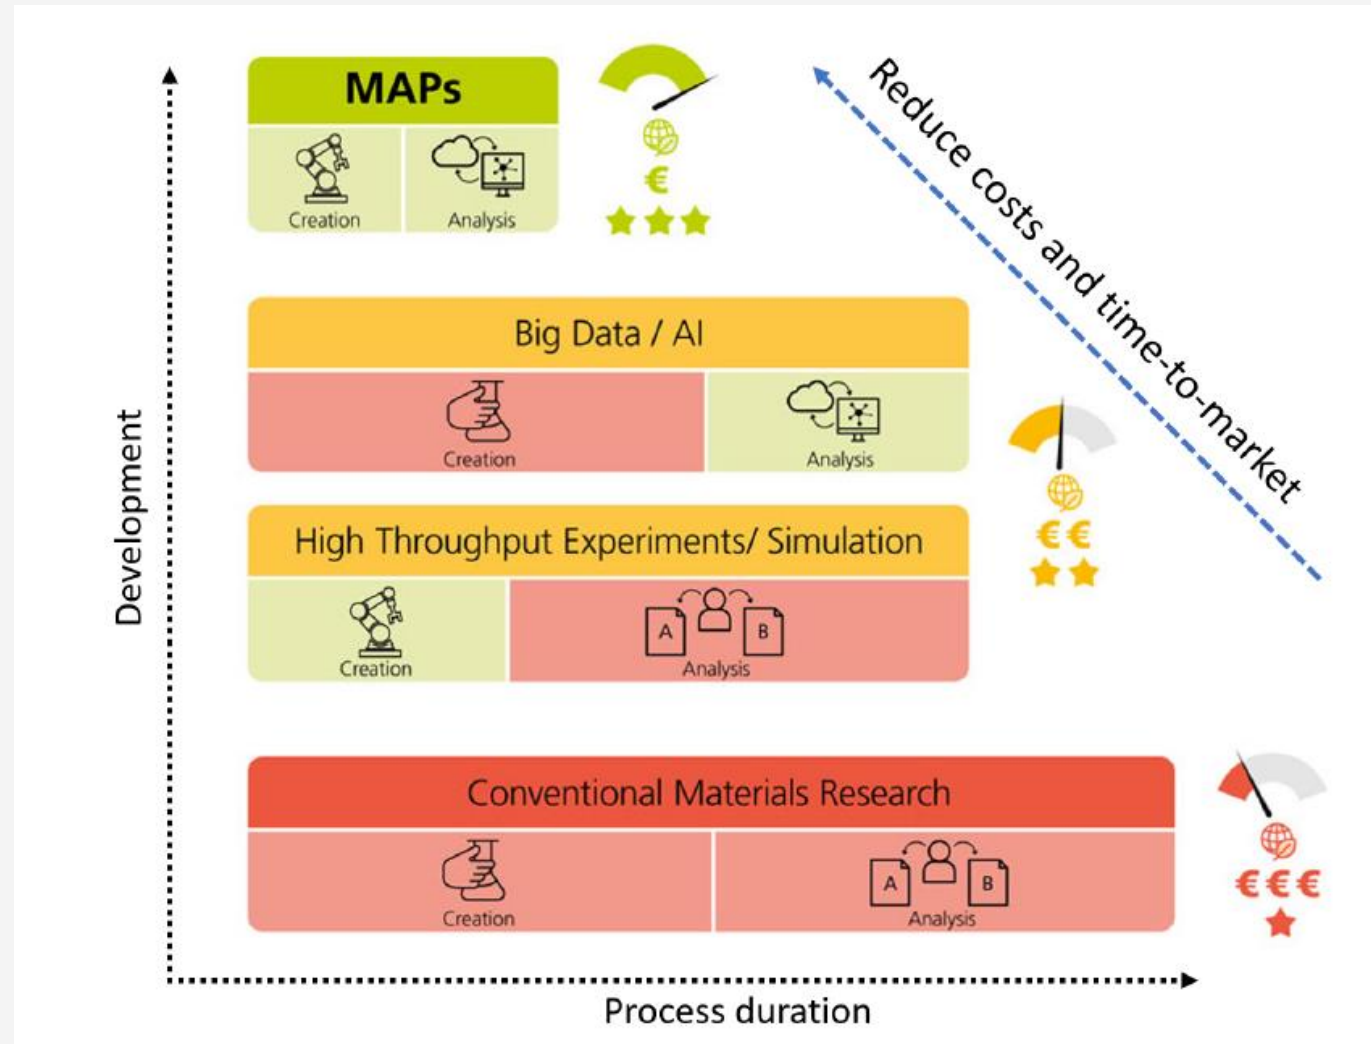 MAPs
Creation
Analysis
€
Reduce costs and time-to-market
Big Data / AI
Creation
Analysis
€€
High Throughput Experiments/ Simulation
A
B
Creation
Analysis
Development
Conventional Materials Research
A
B
Creation
Analysis
€€€
Process duration